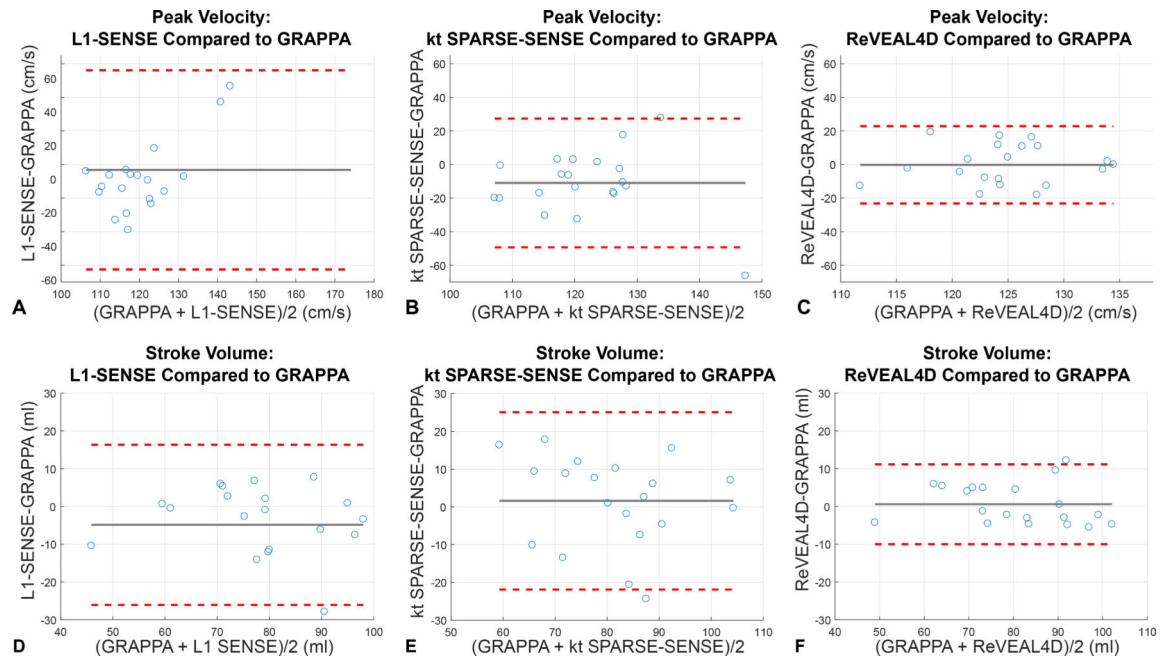 Peak Velocity:
L1-SENSE Compared to GRAPPA
L1-SENSE-GRAPPA (cm/s)
60
40
20
0
-20
-40
-60
100 110 120 130 140 150 160 170 180
A
(GRAPPA + L1-SENSE)/2 (cm/s)
Peak Velocity:
kt SPARSE-SENSE Compared to GRAPPA
kt SPARSE-SENSE-GRAPPA
60
40
20
0
-20
-40
-60
100 110 120 130 140 150
B
(GRAPPA + kt SPARSE-SENSE)/2
Peak Velocity:
ReVEAL4D Compared to GRAPPA
ReVEAL4D-GRAPPA (cm/s)
60
40
20
0
-20
-40
-60
110 115 120 125 130 135
C
(GRAPPA + ReVEAL4D)/2 (cm/s)
Stroke Volume:
L1-SENSE Compared to GRAPPA
L1-SENSE-GRAPPA (ml)
30
20
10
0
-10
-20
-30
40 50 60 70 80 90 100
D
(GRAPPA + L1 SENSE)/2 (ml)
Stroke Volume:
kt SPARSE-SENSE Compared to GRAPPA
kt SPARSE-SENSE-GRAPPA
30
20
10
0
-10
-20
-30
50 60 70 80 90 100 110
E
(GRAPPA + kt SPARSE-SENSE)/2
Stroke Volume:
ReVEAL4D Compared to GRAPPA
ReVEAL4D-GRAPPA (ml)
30
20
10
0
-10
-20
-30
40 50 60 70 80 90 100 110
F
(GRAPPA + ReVEAL4D)/2 (ml)